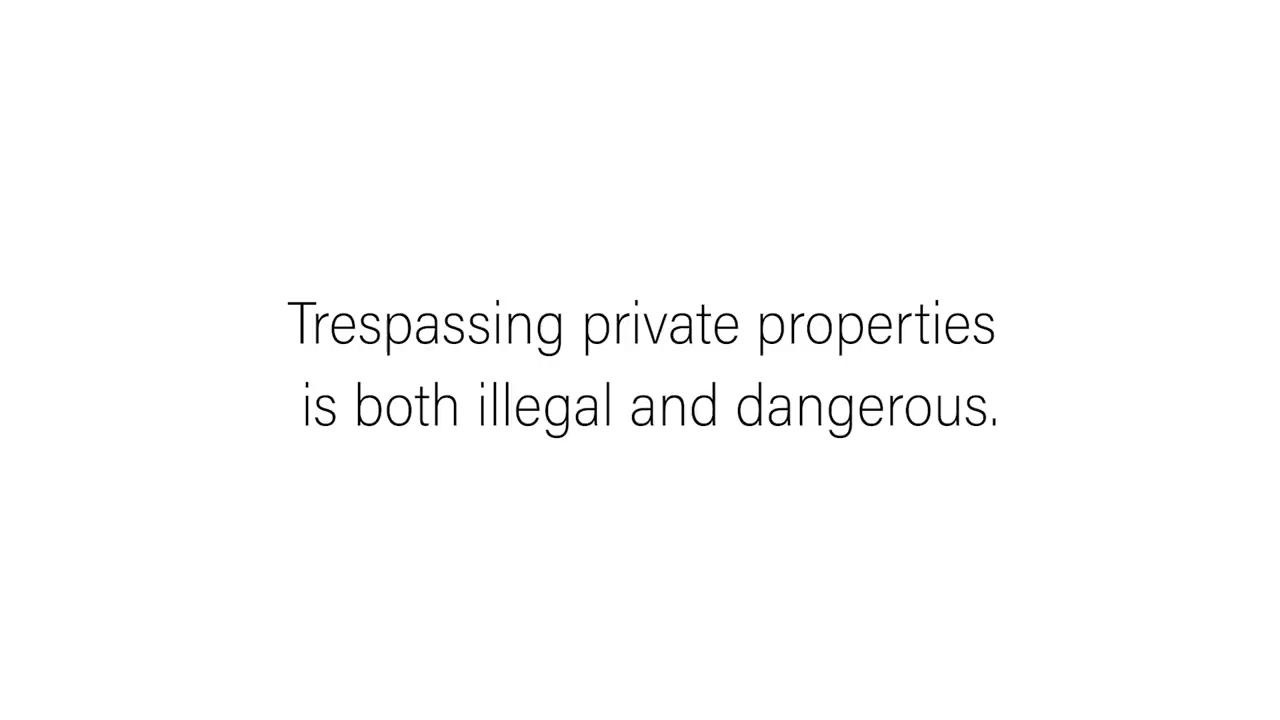 Trespassing private properties
is both illegal and dangerous.